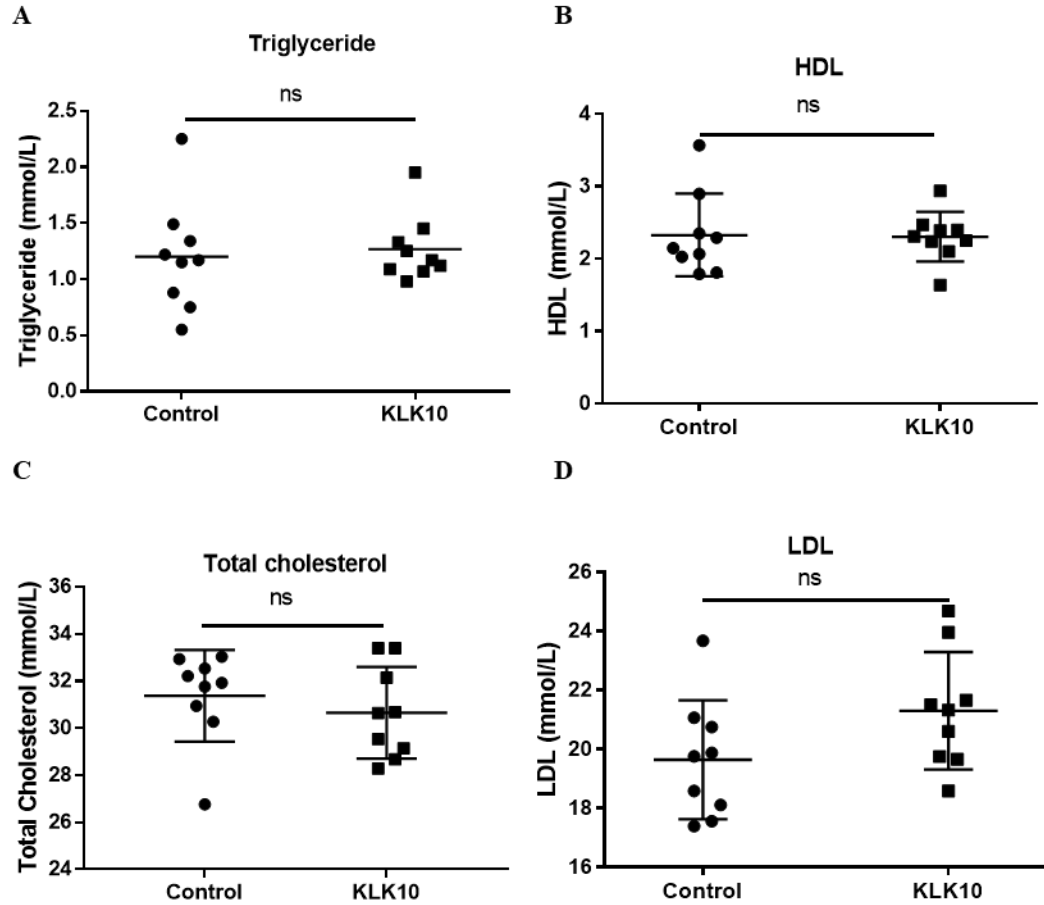 A
Triglyceride
ns
Triglyceride (mmol/L)
2.5
2.0
1.5
1.0
0.5
0.0
Control KLK10
B
HDL
ns
HDL (mmol/L)
4
3
2
1
0
Control KLK10
C
Total cholesterol
ns
Total Cholesterol (mmol/L)
36
34
32
30
28
26
24
Control KLK10
D
LDL
ns
LDL (mmol/L)
26
24
22
20
18
16
Control KLK10